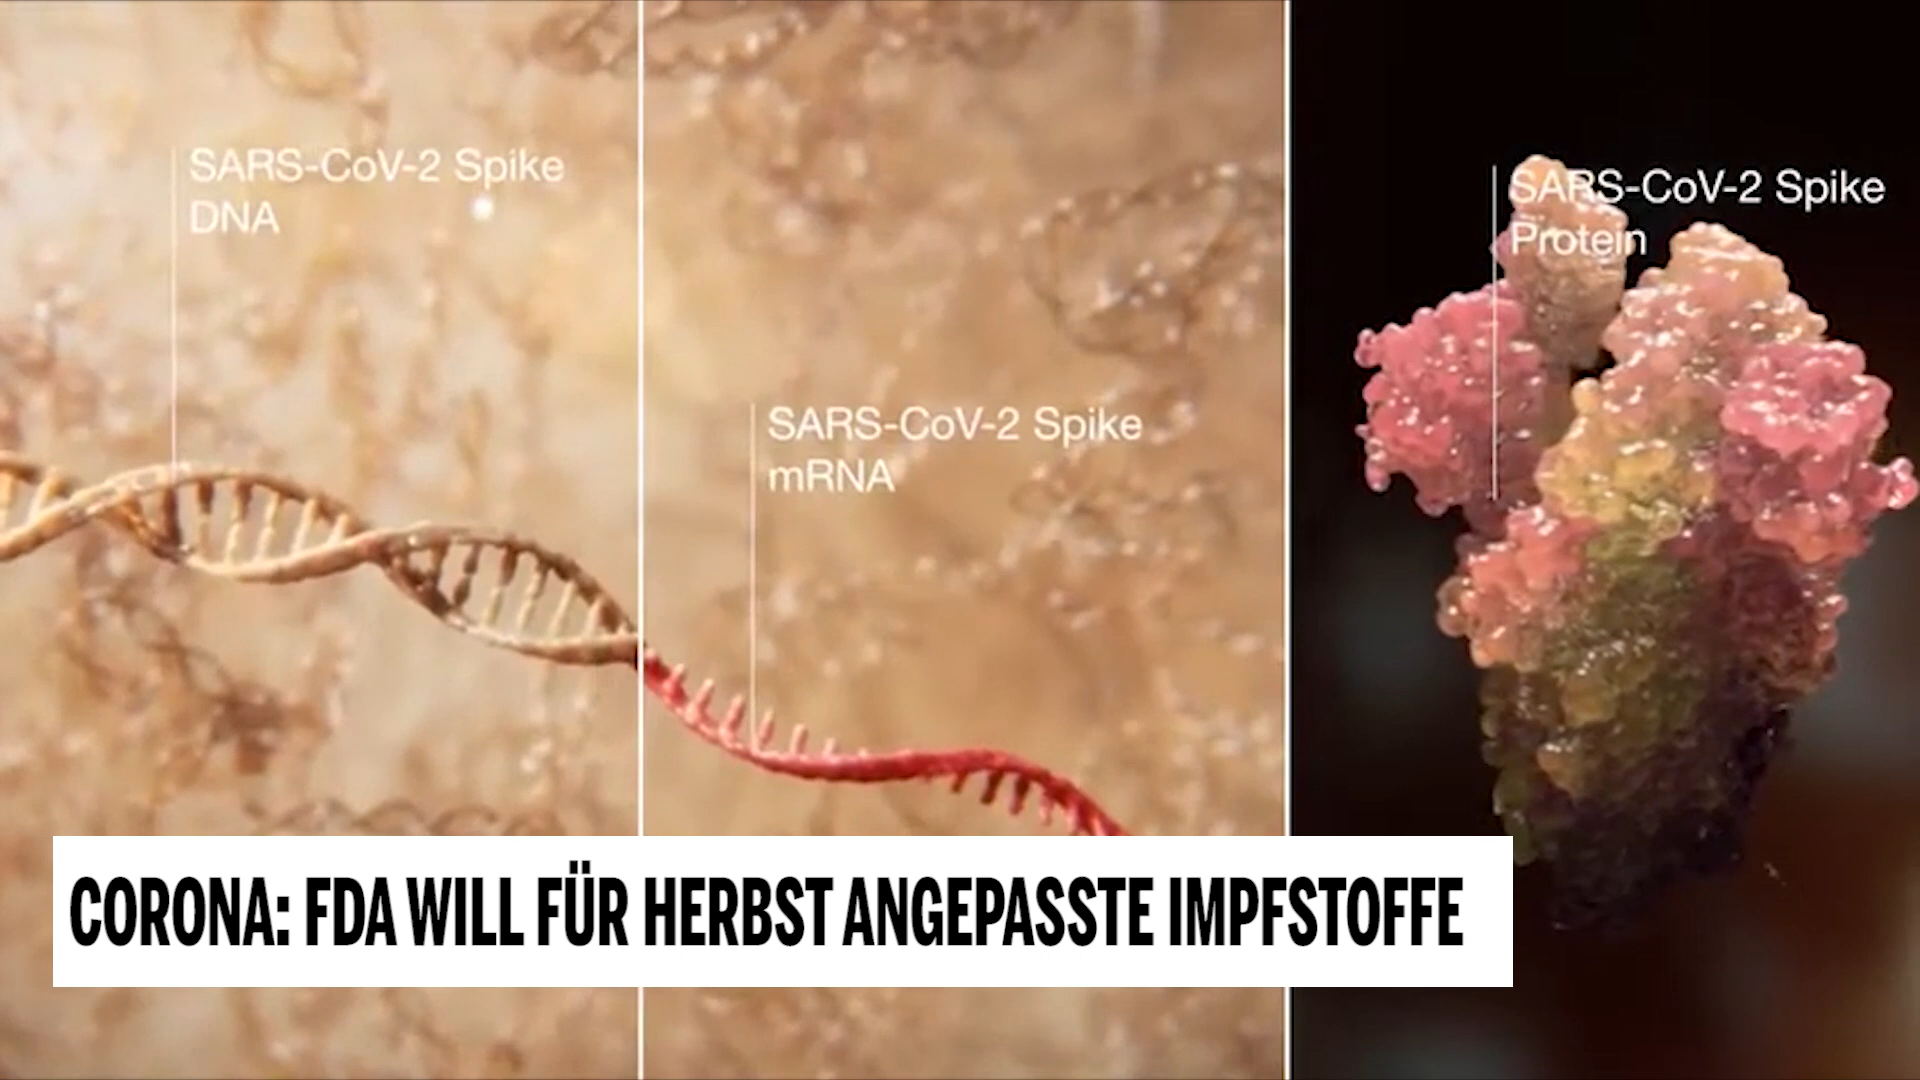 SARS-CoV-2 Spike
DNA
SARS-CoV-2 Spike
mRNA
SARS-CoV-2 Spike
Protein
CORONA: FDA WILL FÜR HERBST ANGEPASSTE IMPFSTOFFE